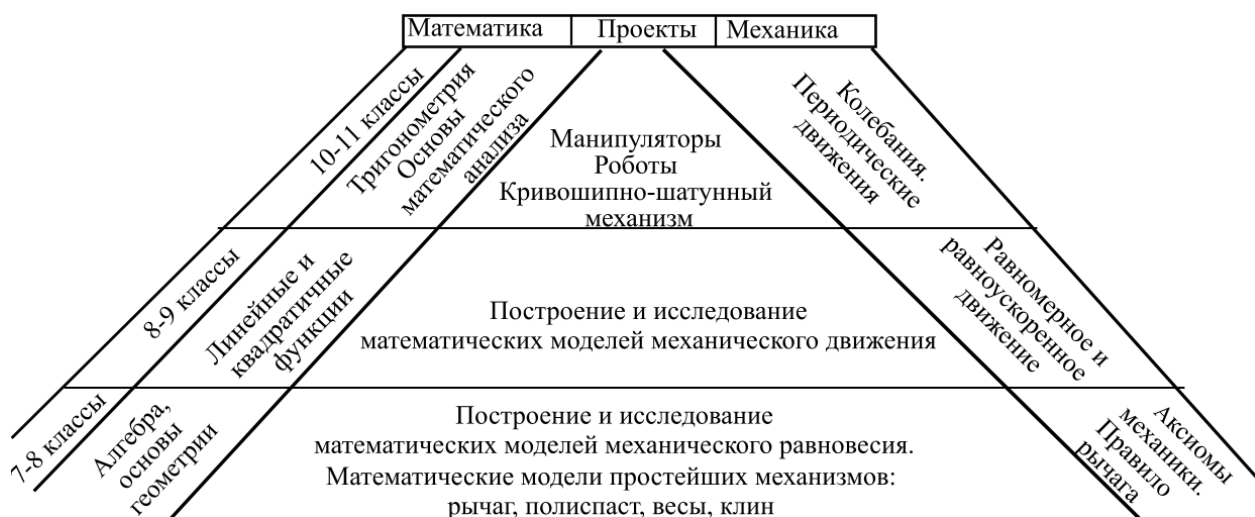 Математика
Проекты
Механика
10-11 классы
Тригонометрия
Основы
математического
анализа
Манипуляторы
Роботы
Кривошипно-шатунный
механизм
Колебания.
Периодические
движения
8-9 классы
Линейные и
квадратичные
функции
Построение и исследование
математических моделей механического движения
Равномерное и
равноускоренное
движение
7-8 классы
Алгебра,
основы
геометрии
Построение и исследование
математических моделей механического равновесия.
Математические модели простейших механизмов:
рычаг, полиспаст, весы, клин
Аксиомы
механики.
Правило
рычага